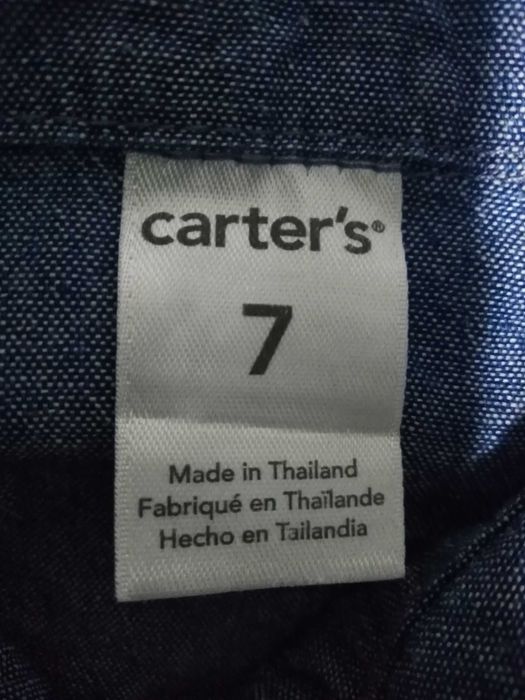 carter's®
7
Made in Thailand
Fabriqué en Thaïlande
Hecho en Tailandia